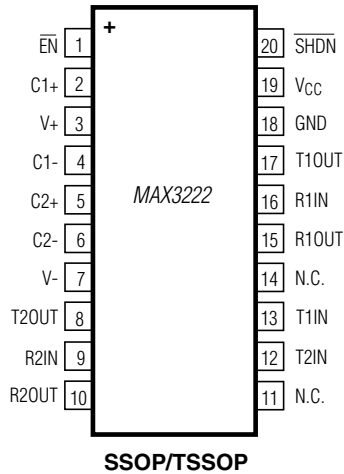 +
EN 1
C1+ 2
V+ 3
C1- 4
C2+ 5
C2- 6
V- 7
T2OUT 8
R2IN 9
R2OUT 10
MAX3222
20 SHDN
19 VCC
18 GND
17 T1OUT
16 R1IN
15 R1OUT
14 N.C.
13 T1IN
12 T2IN
11 N.C.
SSOP/TSSOP